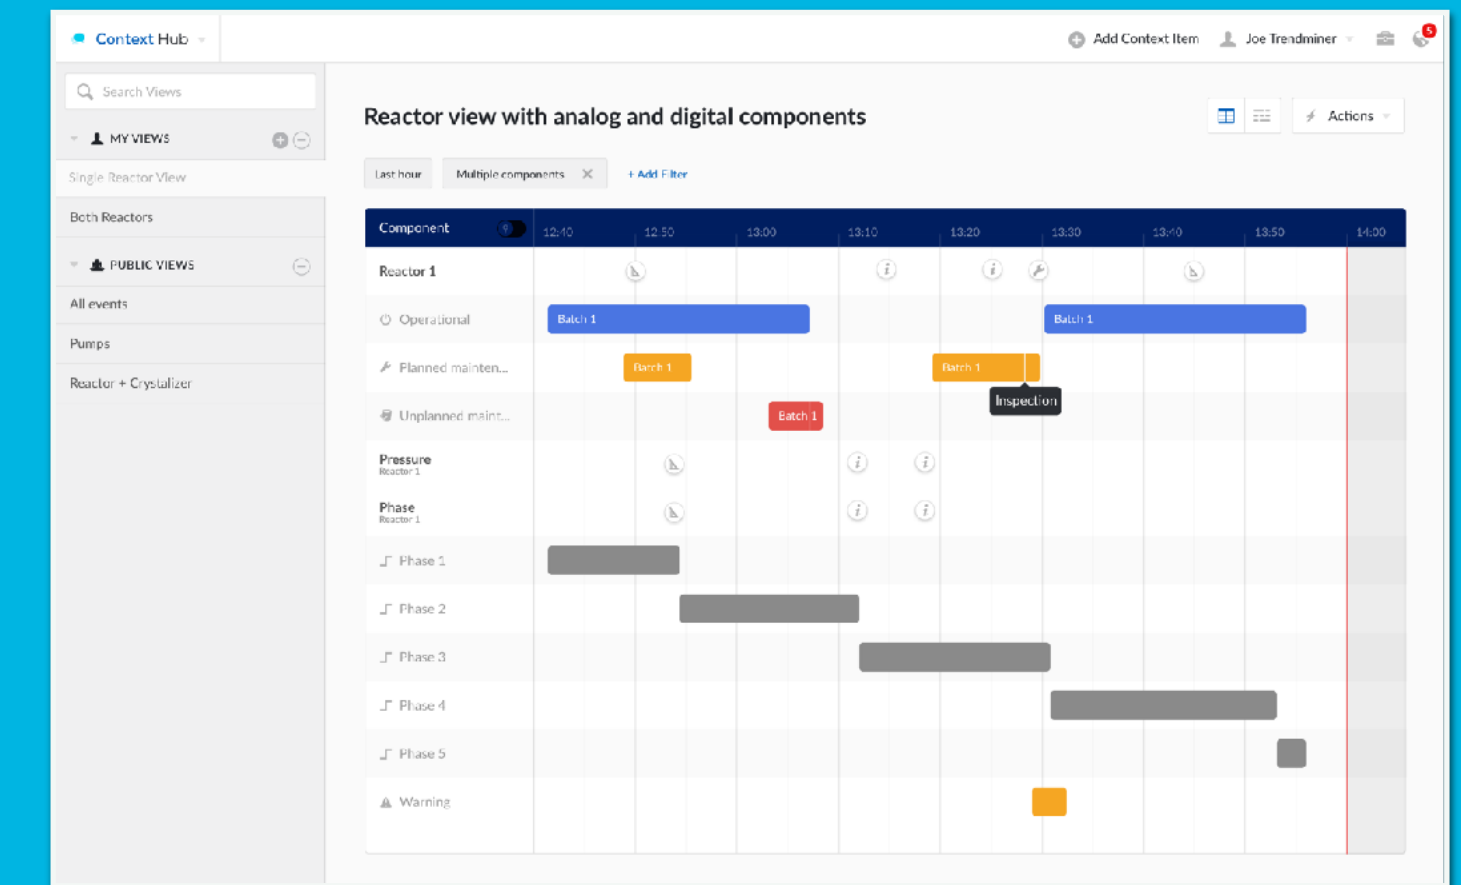 Context Hub
Add Context Item
Joe Trendminer
5
Search Views
MY VIEWS
Single Reactor View
Both Reactors
PUBLIC VIEWS
All events
Pumps
Reactor + Crystalizer
Reactor view with analog and digital components
Actions
Last hour
Multiple components
+ Add Filter
Component 9 12:40 12:50 13:00 13:10 13:20 13:30 13:40 13:50 14:00
Reactor 1 i i
Operational Batch 1 Batch 1
Planned mainten... Batch 1 Batch 1
Inspection
Unplanned maint... Batch 1
Pressure i i
Reactor 1
Phase i i
Reactor 1
Phase 1
Phase 2
Phase 3
Phase 4
Phase 5
Warning